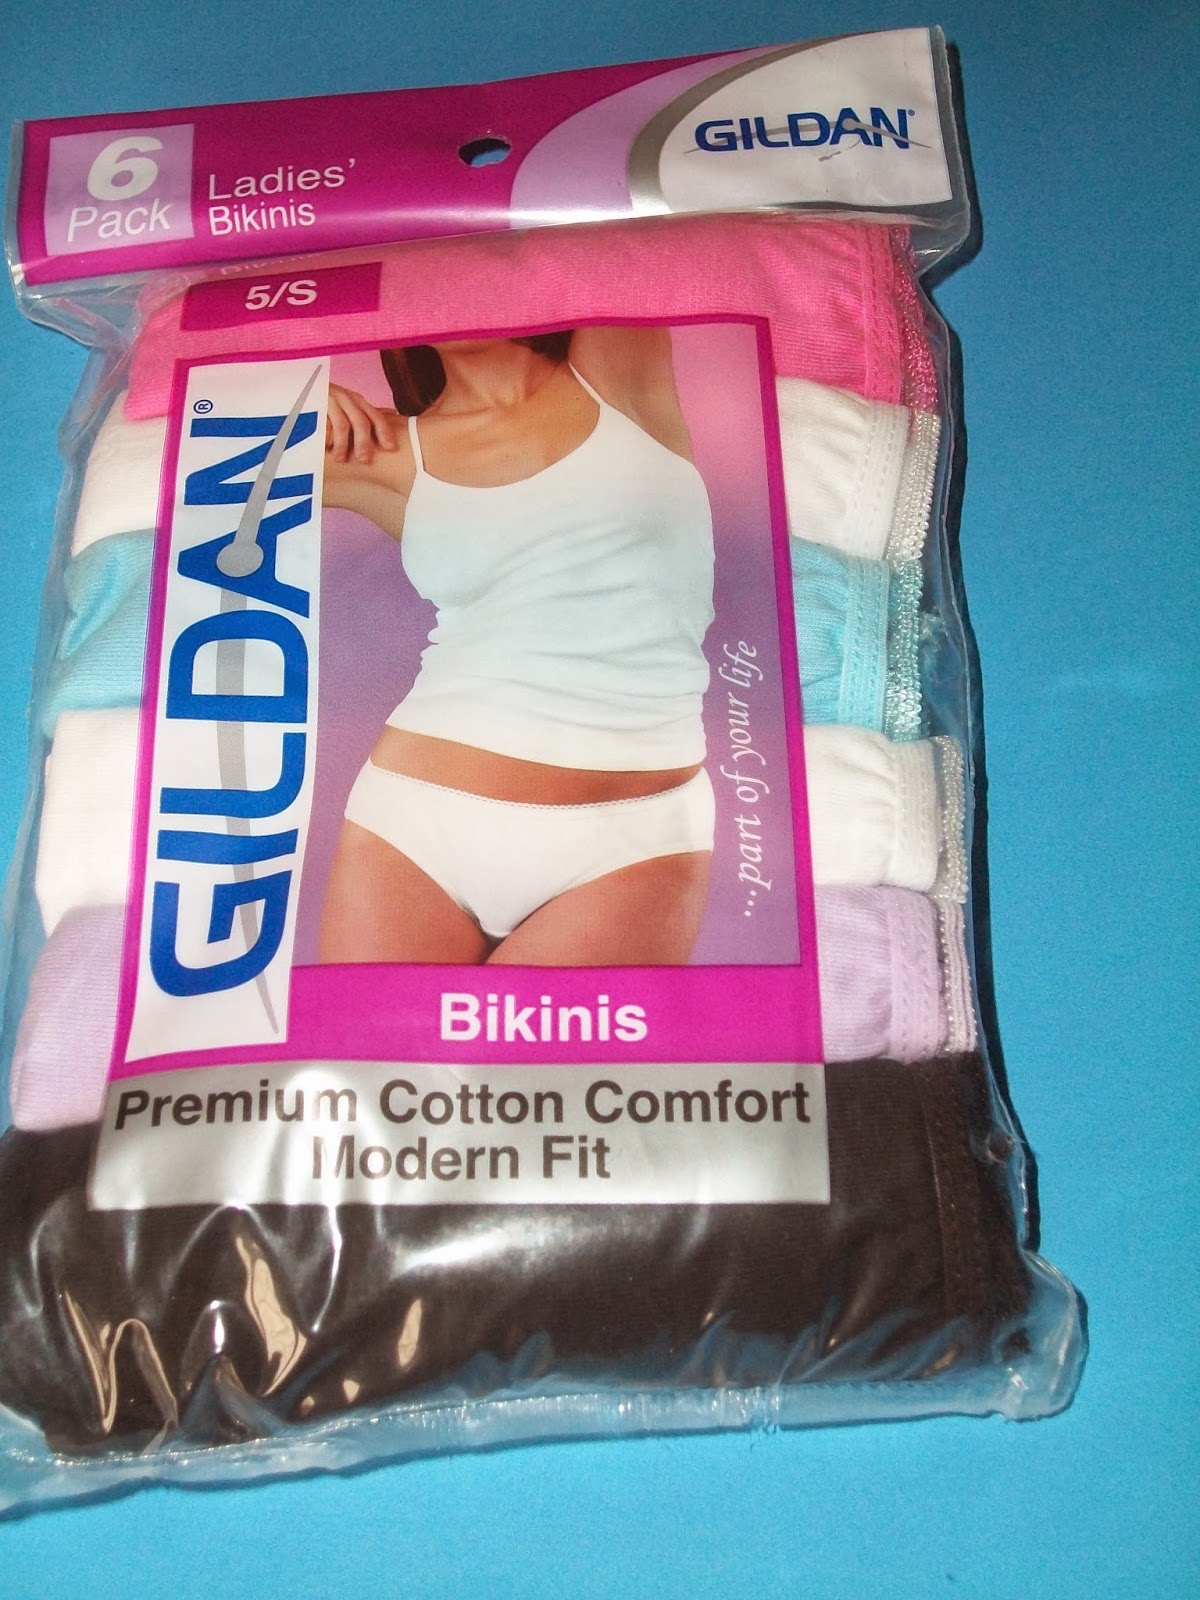 6
Pack
Ladies'
Bikinis
GILDAN®
5/S
GILDAN®
...part of your life
Bikinis
Premium Cotton Comfort
Modern Fit